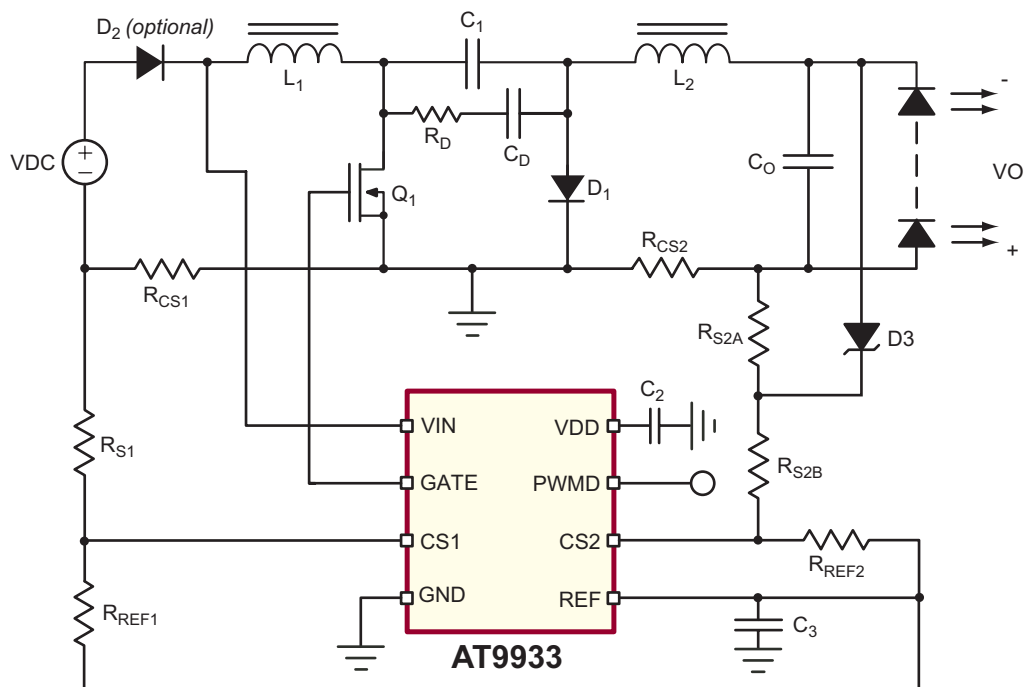 D2 (optional)
L1
C1
L2
VDC
+
−
RD
CD
Q1
D1
CO
-
VO
+
RCS1
RCS2
RS2A
D3
RS1
VIN
VDD
C2
GATE
PWMD
RS2B
CS1
CS2
RREF2
RREF1
GND
REF
C3
AT9933